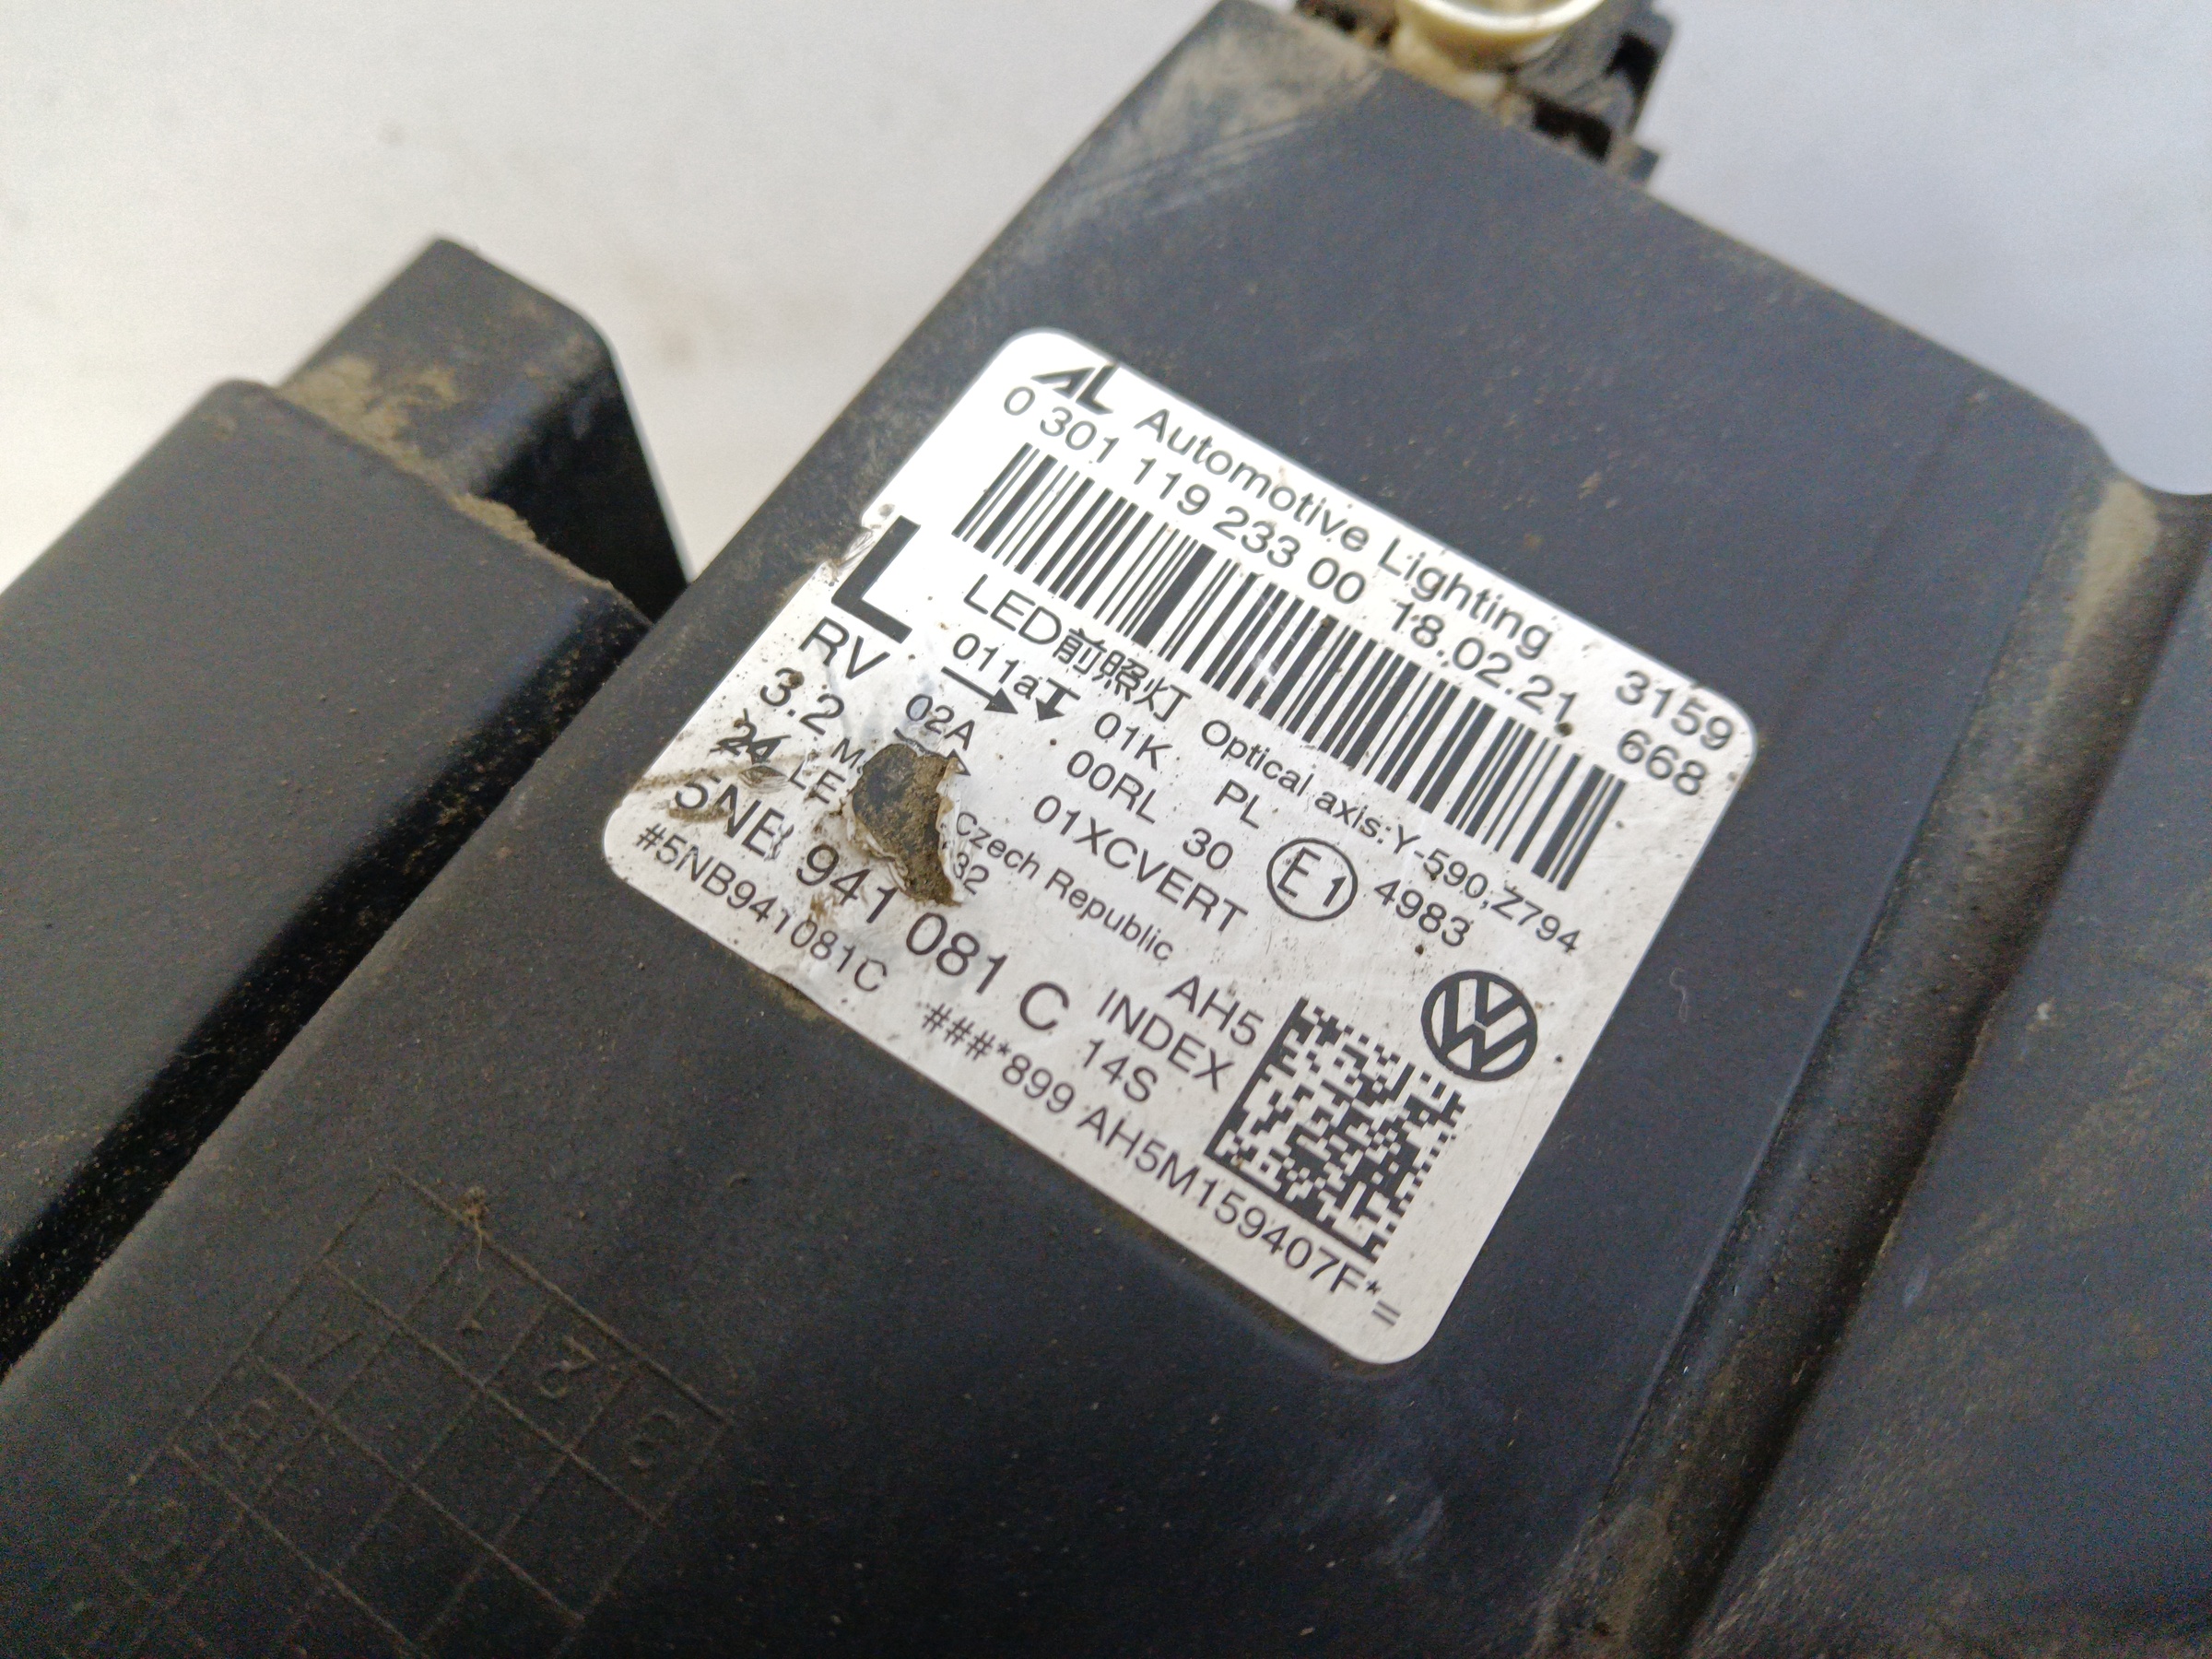 AL Automotive Lighting 3159
0 301 119 233 00 18.02.21 668
L
LED前照灯 Optical axis:Y-590,Z794
RV 011a 01K PL
3.2 02A 00RL 30 E1 4983
01XCVERT
Czech Republic AH5
5NB 941 081 C INDEX
14S
#5NB941081C ###*899 AH5M159407F*=